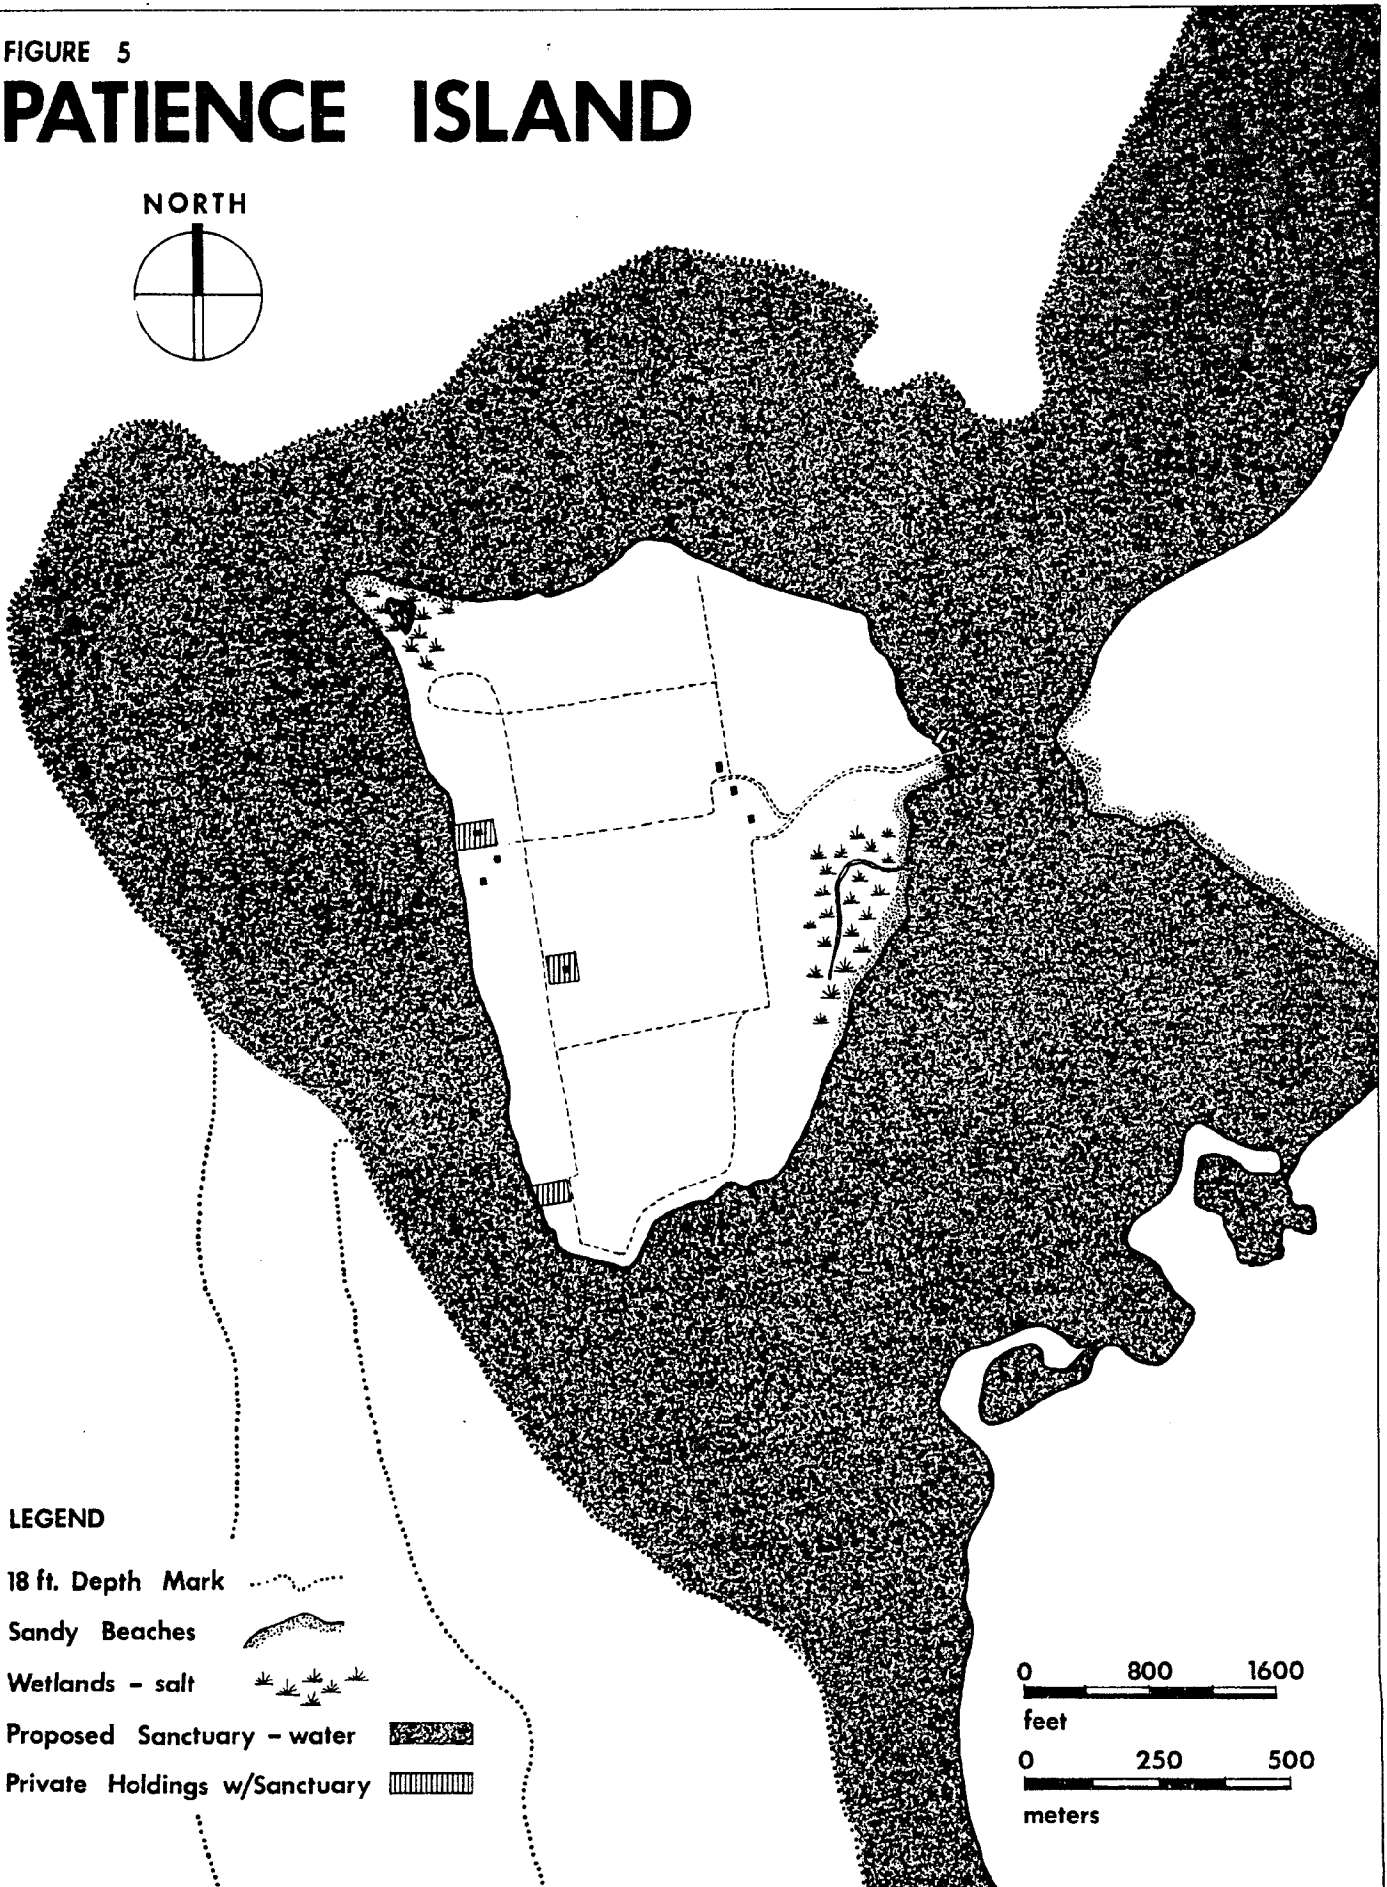 FIGURE 5
PATIENCE ISLAND
NORTH
LEGEND
18 ft. Depth Mark
Sandy Beaches
Wetlands - salt
Proposed Sanctuary - water
Private Holdings w/Sanctuary
0 800 1600
feet
0 250 500
meters